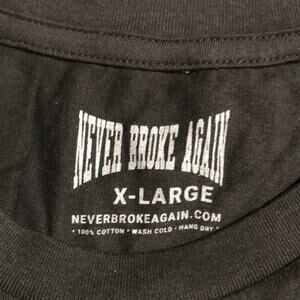 NEVER BROKE AGAIN
X-LARGE
NEVERBROKEAGAIN.COM
• 100% COTTON • WASH COLD • HANG DRY •